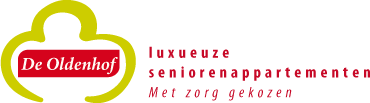 De Oldenhof
luxueuze
seniorenappartementen
Met zorg gekozen